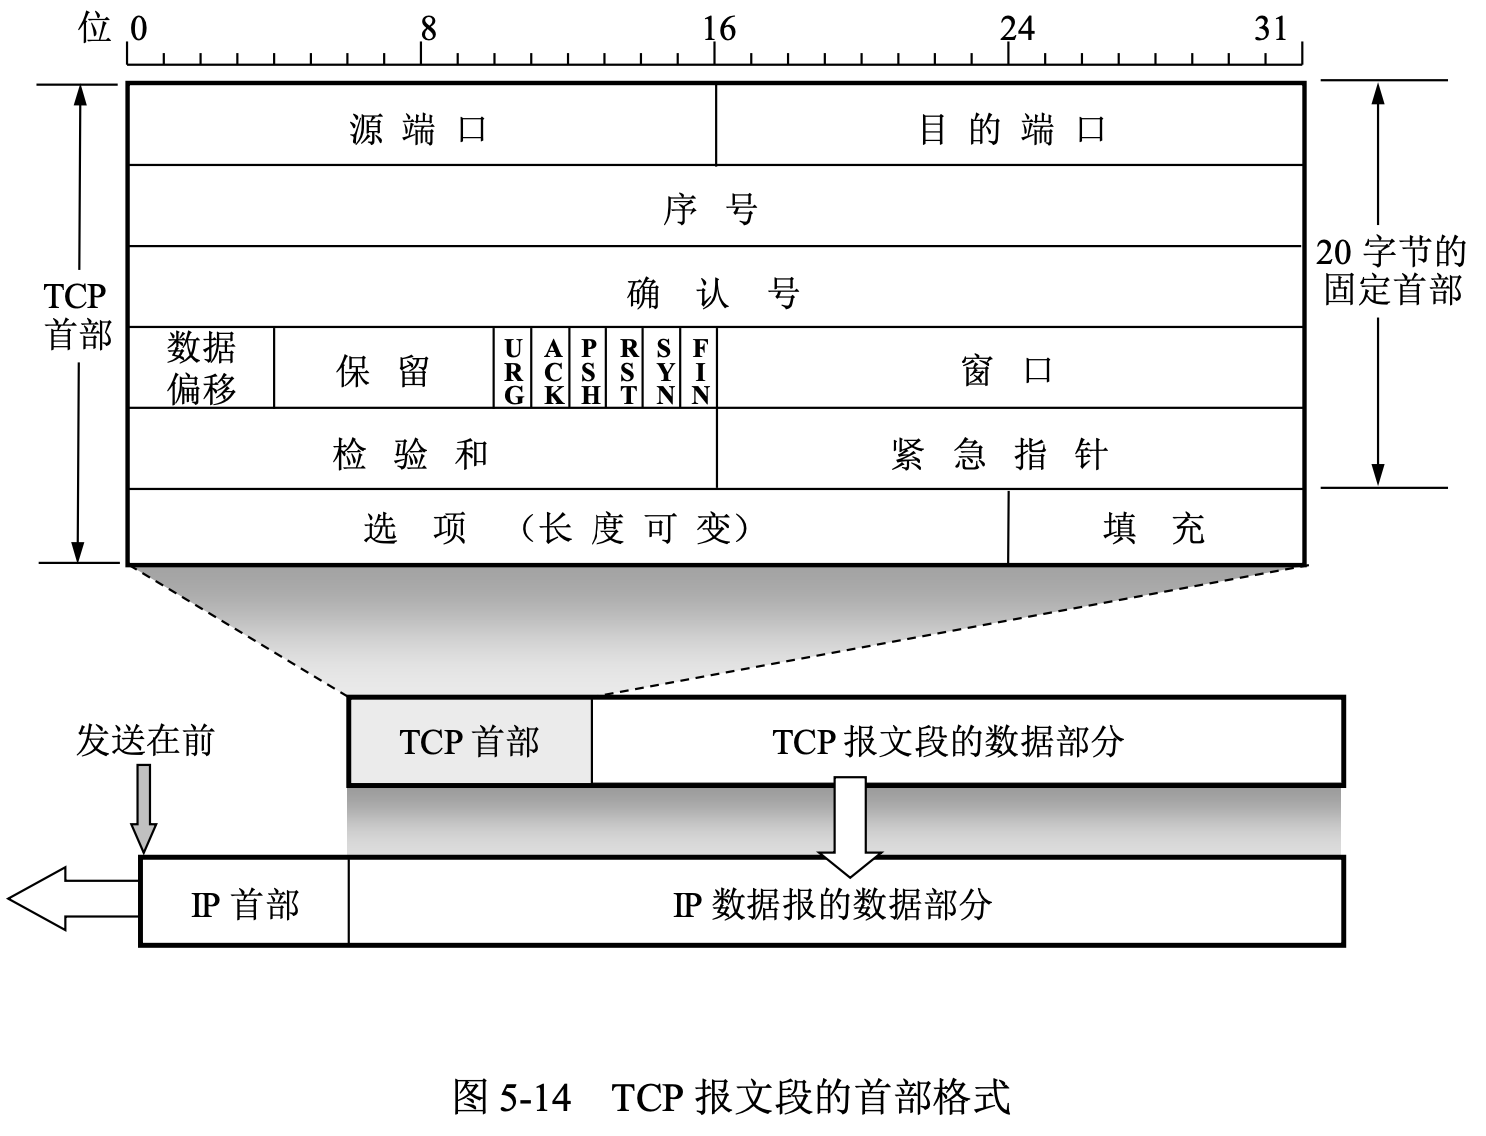 位 0 8 16 24 31
源端口 目的端口
序号
确认号
TCP
首部
20 字节的
固定首部
数据
偏移
保留
URG
ACK
PSH
RST
SYN
FIN
窗口
检验和 紧急指针
选项 （长度可变） 填充
发送在前
TCP 首部 TCP 报文段的数据部分
IP 首部 IP 数据报的数据部分
图 5-14 TCP 报文段的首部格式